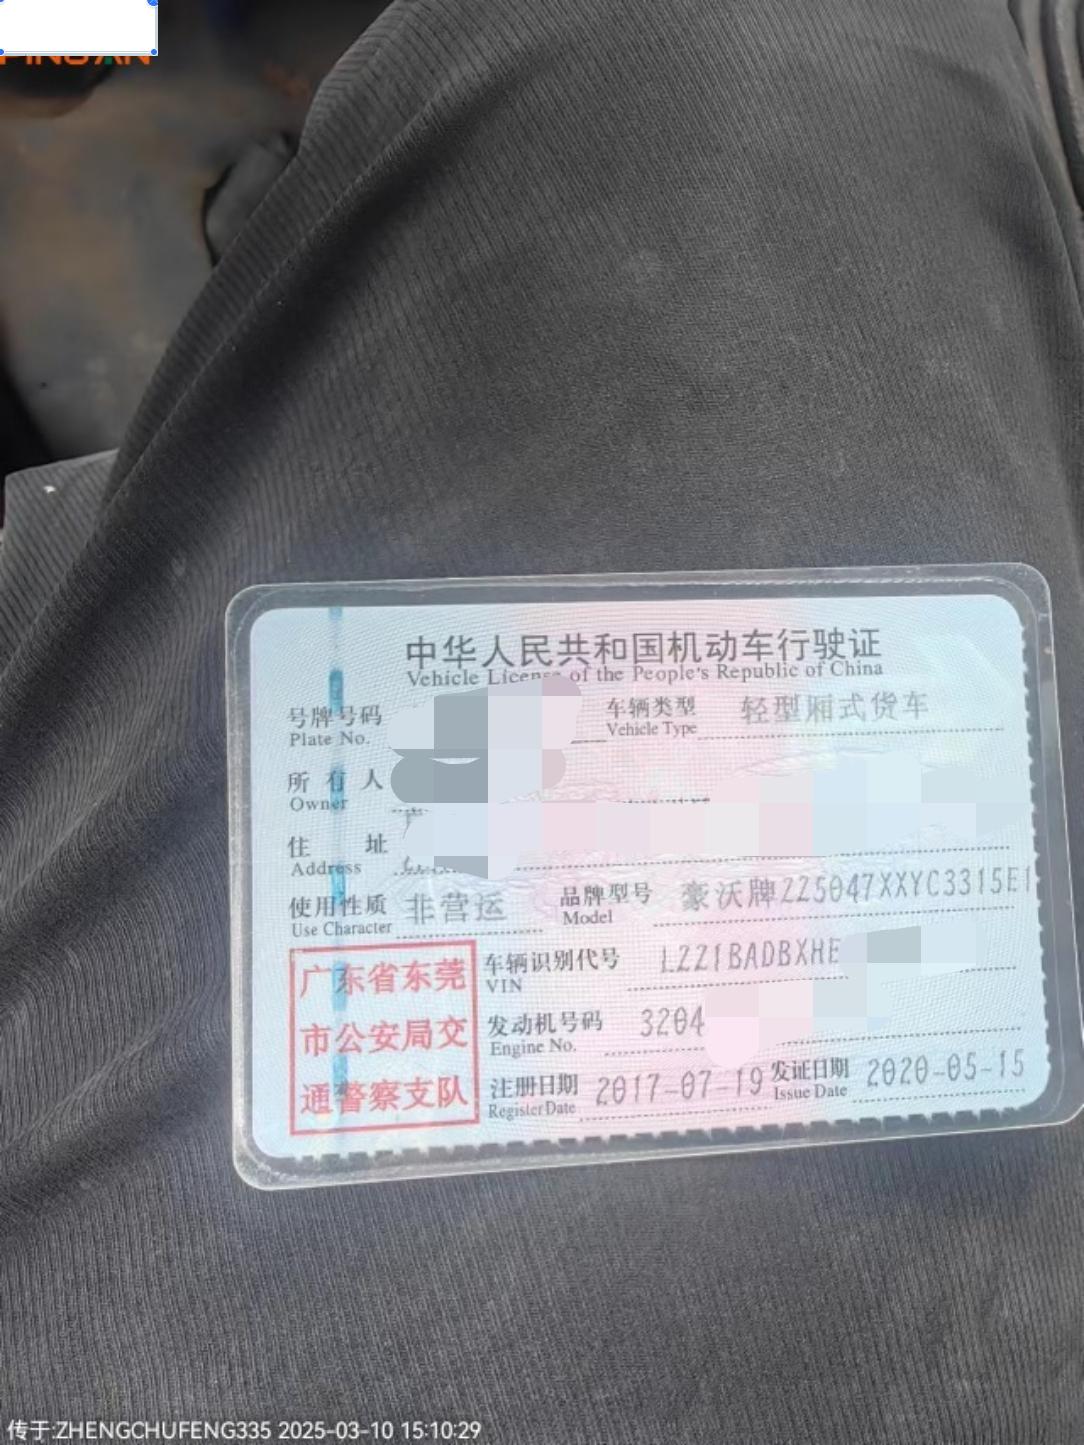 中华人民共和国机动车行驶证
Vehicle License of the People's Republic of China
号牌号码
Plate No.
车辆类型 轻型厢式货车
Vehicle Type
所有人
Owner
住址
Address
使用性质 非营运
Use Character
品牌型号 豪沃牌ZZ5047XXYC3315E1
Model
广东省东莞
市公安局交
通警察支队
车辆识别代号 LZZ1BADBXHE
VIN
发动机号码 3204
Engine No.
注册日期 2017-07-19
Register Date
发证日期 2020-05-15
Issue Date
传于:ZHENGCHUFENG335 2025-03-10 15:10:29